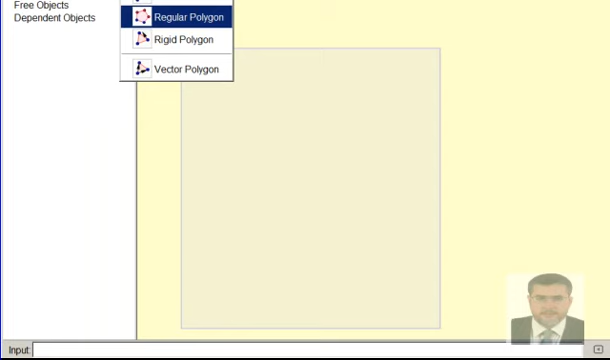 Free Objects
Dependent Objects
Regular Polygon
Rigid Polygon
Vector Polygon
Input: